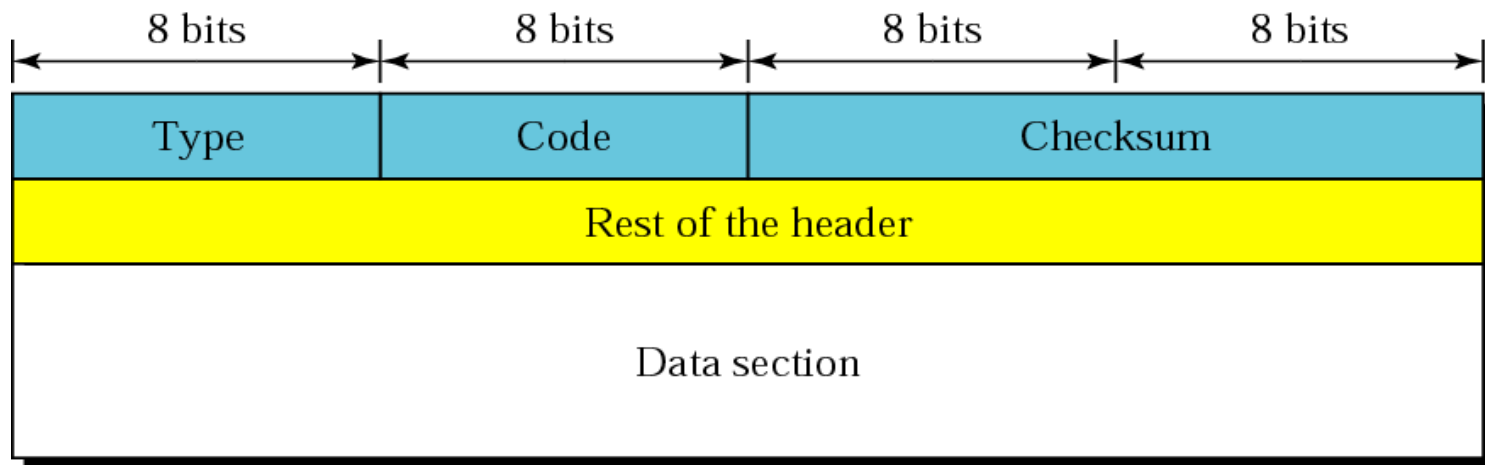 8 bits 8 bits 8 bits 8 bits
Type Code Checksum
Rest of the header
Data section